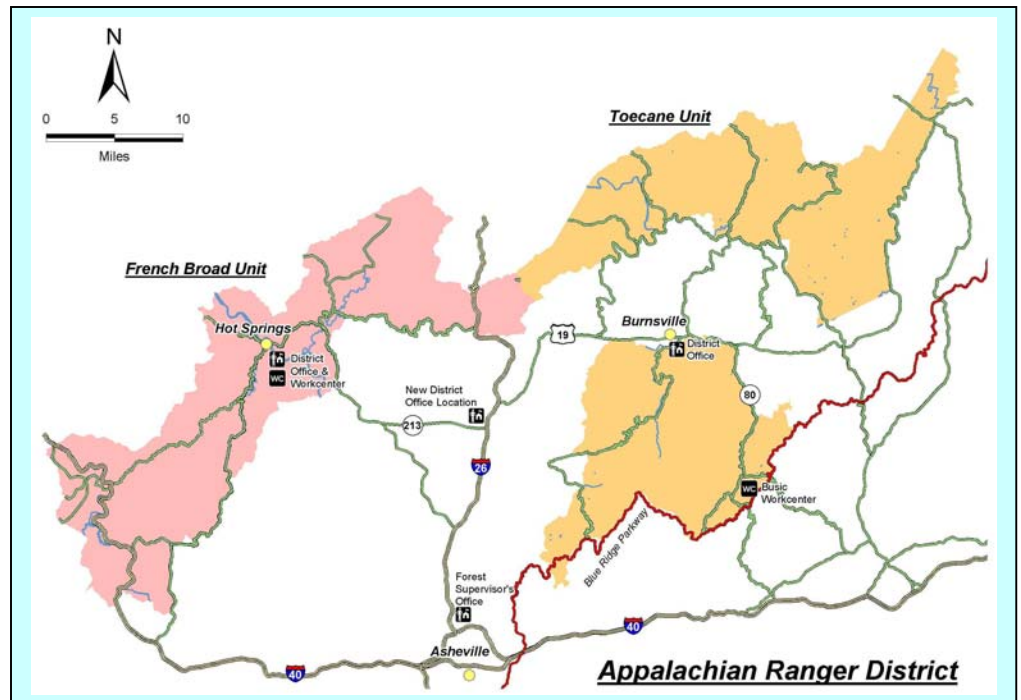 N
0 5 10
Miles
Toecane Unit
French Broad Unit
Hot Springs
District
Office &
Workcenter
WC
19
Burnsville
District
Office
New District
Office Location
213
80
26
WC
Busic
Workcenter
Blue Ridge Parkway
Forest
Supervisor's
Office
40
Asheville
40
Appalachian Ranger District